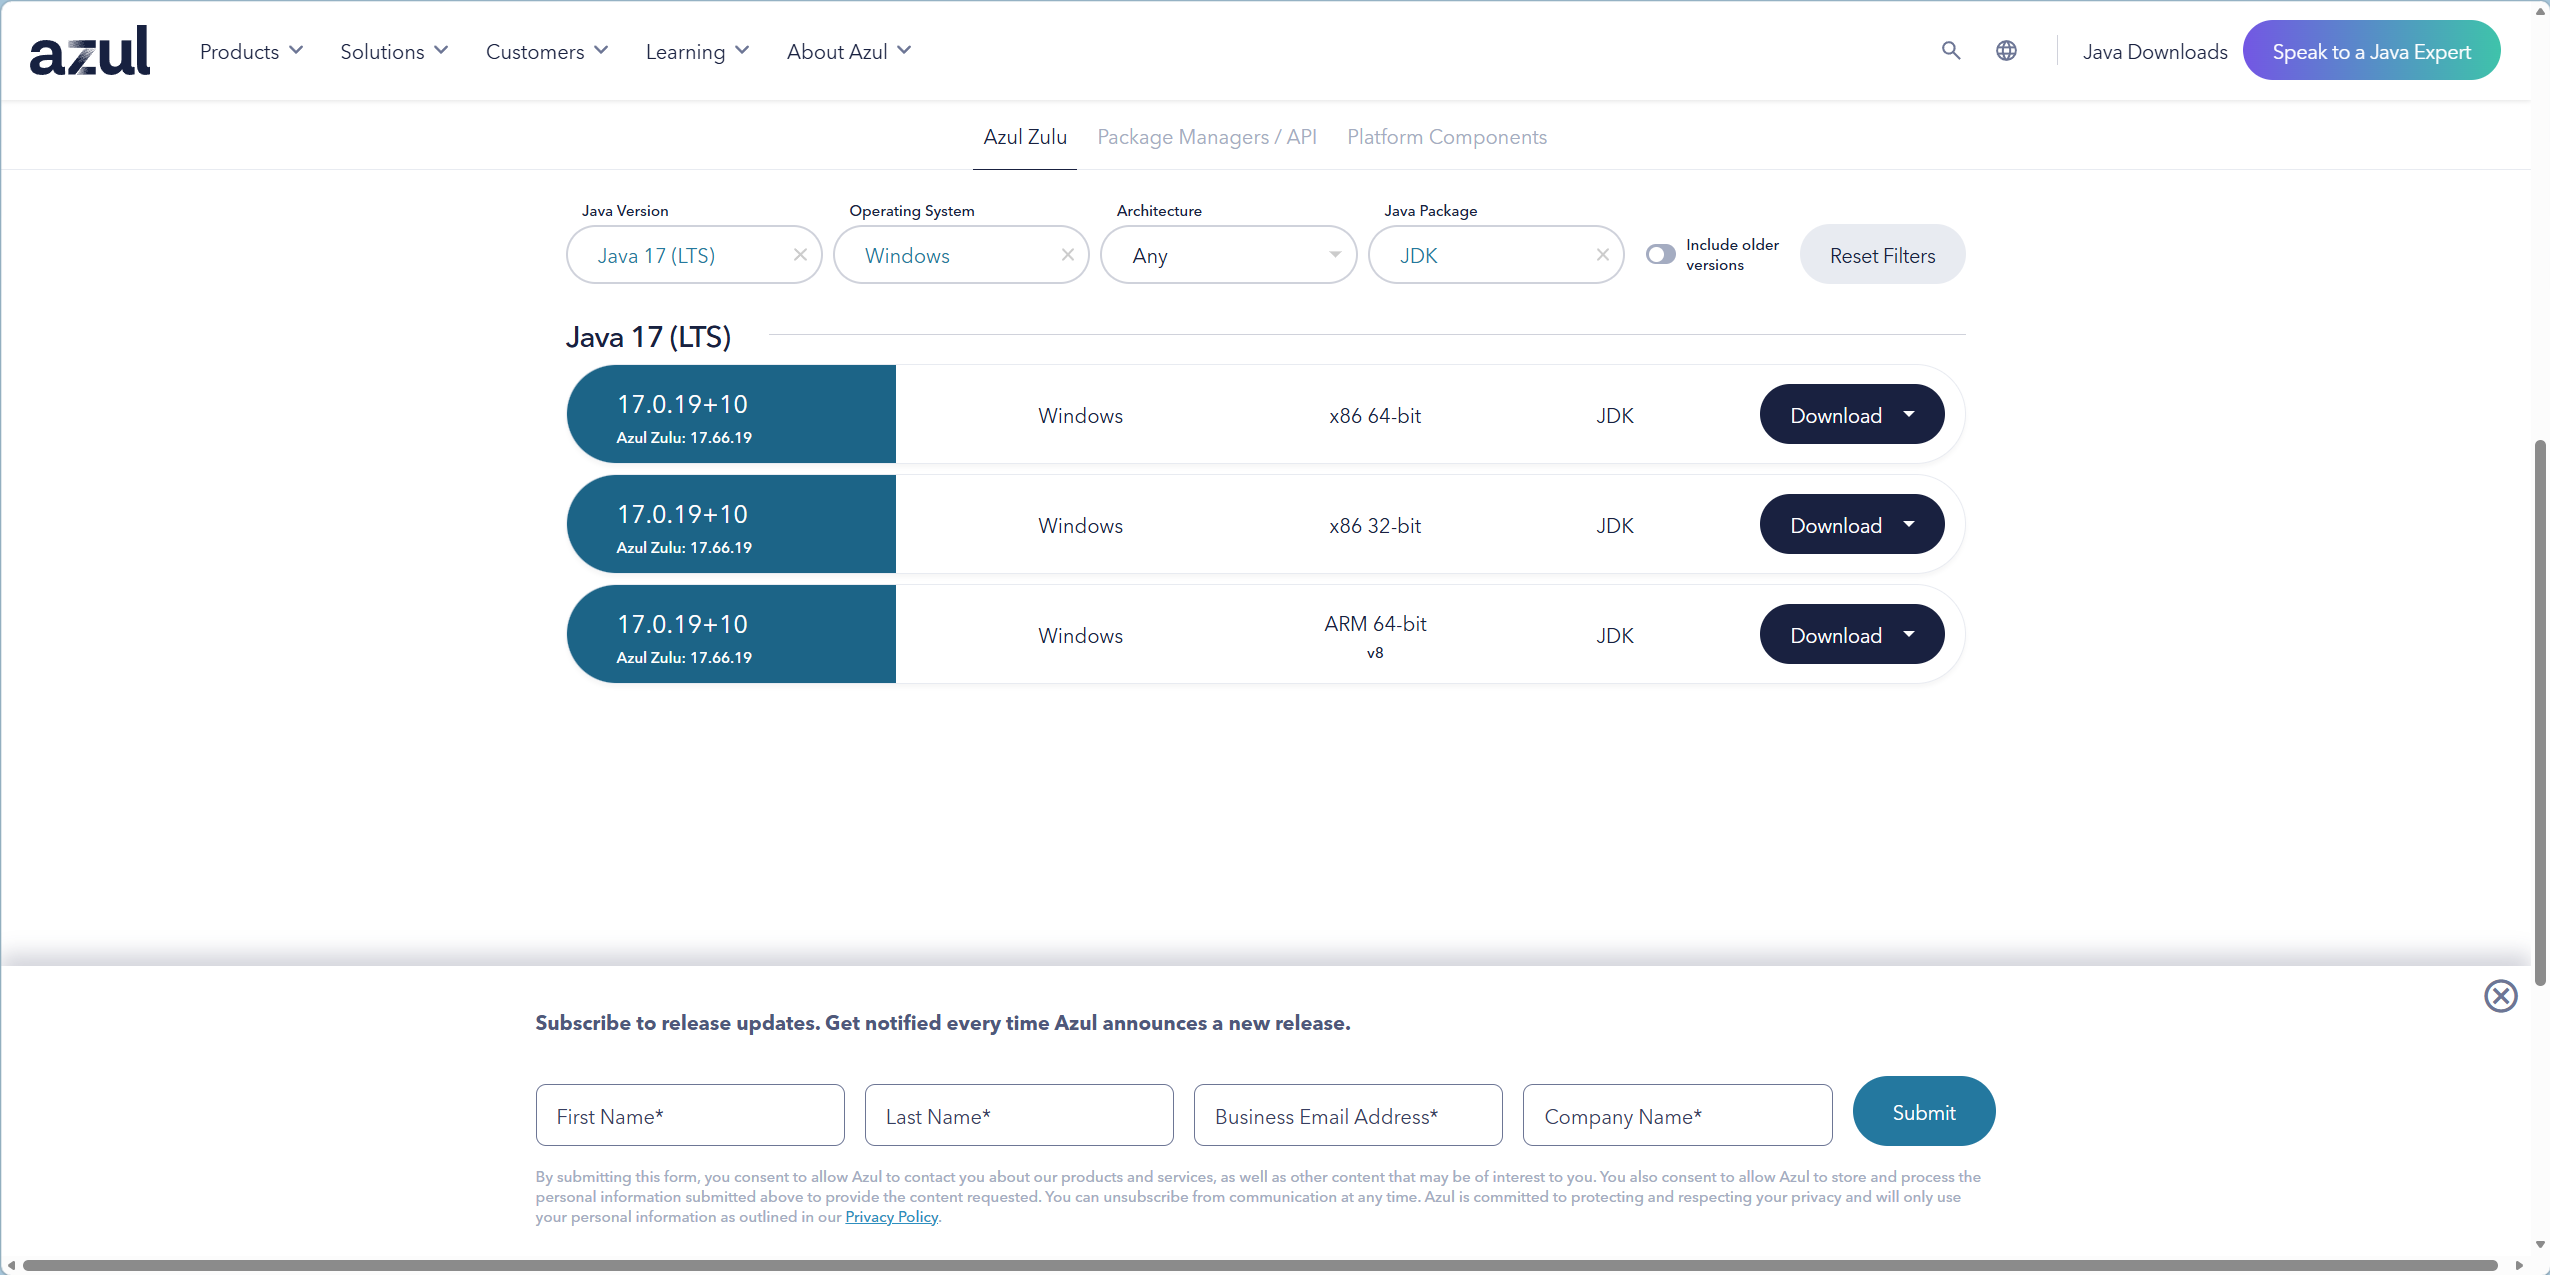 azul
Products
Solutions
Customers
Learning
About Azul
Java Downloads
Speak to a Java Expert
Azul Zulu
Package Managers / API
Platform Components
Java Version
Operating System
Architecture
Java Package
Java 17 (LTS)
Windows
Any
JDK
Include older
versions
Reset Filters
Java 17 (LTS)
17.0.19+10
Azul Zulu: 17.66.19
Windows
x86 64-bit
JDK
Download
17.0.19+10
Azul Zulu: 17.66.19
Windows
x86 32-bit
JDK
Download
17.0.19+10
Azul Zulu: 17.66.19
Windows
ARM 64-bit
v8
JDK
Download
Subscribe to release updates. Get notified every time Azul announces a new release.
First Name*
Last Name*
Business Email Address*
Company Name*
Submit
By submitting this form, you consent to allow Azul to contact you about our products and services, as well as other content that may be of interest to you. You also consent to allow Azul to store and process the
personal information submitted above to provide the content requested. You can unsubscribe from communication at any time. Azul is committed to protecting and respecting your privacy and will only use
your personal information as outlined in our Privacy Policy.